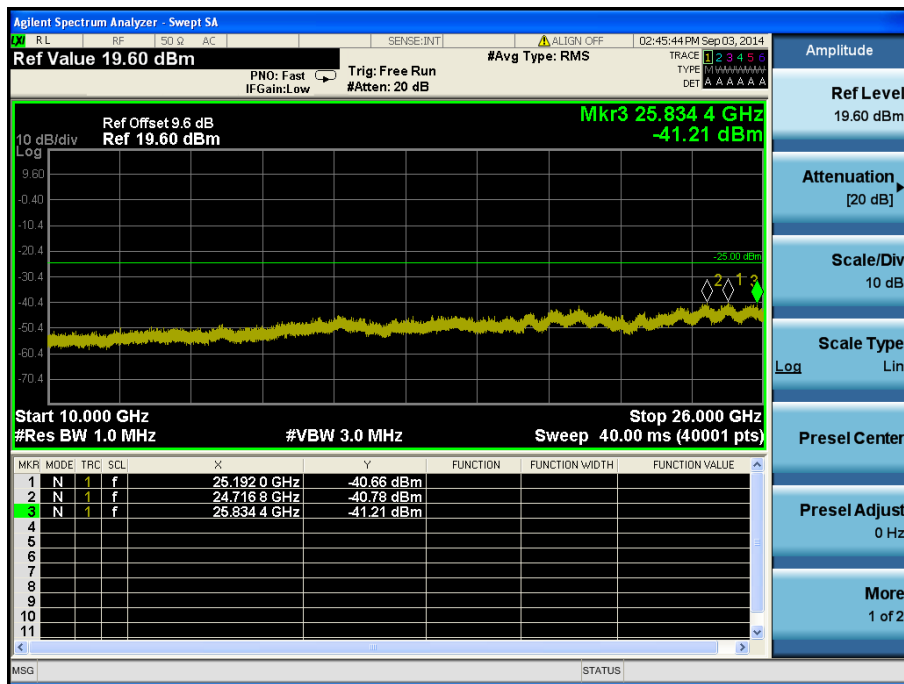 Agilent Spectrum Analyzer - Swept SA
LXI RL RF 50 Ω AC SENSE:INT ALIGN OFF 02:45:44 PM Sep 03, 2014
Ref Value 19.60 dBm
PNO: Fast
IFGain:Low
Trig: Free Run
#Atten: 20 dB
#Avg Type: RMS
TRACE 1 2 3 4 5 6
TYPE MWWWWW
DET A A A A A A
Amplitude
Mkr3 25.834 4 GHz
-41.21 dBm
Ref Offset 9.6 dB
Ref 19.60 dBm
10 dB/div
Log
9.60
-0.40
-10.4
-20.4
-30.4
-40.4
-50.4
-60.4
-70.4
-25.00 dBm
2 1 3
Start 10.000 GHz
Stop 26.000 GHz
#Res BW 1.0 MHz
#VBW 3.0 MHz
Sweep 40.00 ms (40001 pts)
MKR MODE TRC SCL X Y FUNCTION FUNCTION WIDTH FUNCTION VALUE
1 N 1 f 25.192 0 GHz -40.66 dBm
2 N 1 f 24.716 8 GHz -40.78 dBm
3 N 1 f 25.834 4 GHz -41.21 dBm
4
5
6
7
8
9
10
11
MSG
STATUS
Ref Level
19.60 dBm
Attenuation
[20 dB]
Scale/Div
10 dB
Scale Type
Log Lin
Presel Center
Presel Adjust
0 Hz
More
1 of 2